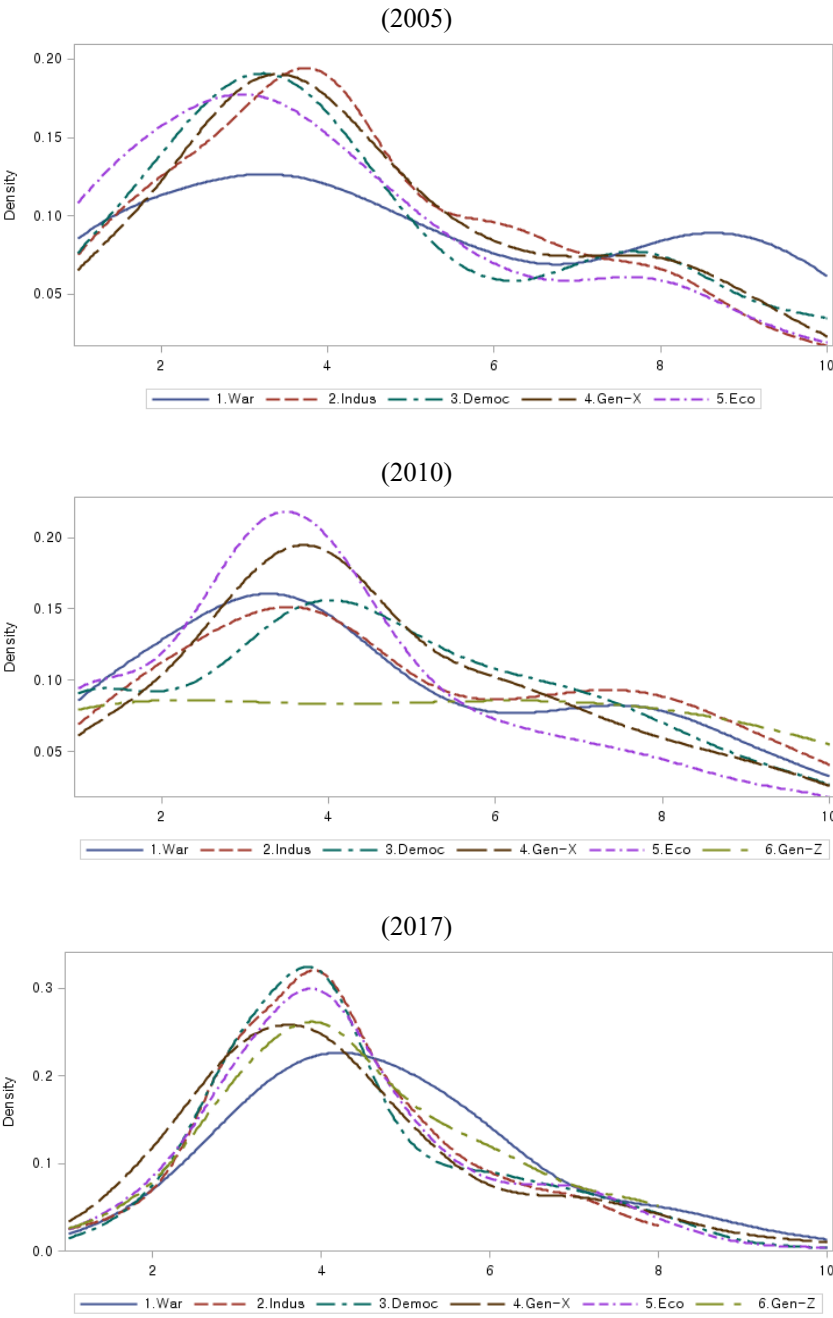 (2005)
Density
0.20
0.15
0.10
0.05
2 4 6 8 10
1.War 2.Indus 3.Democ 4.Gen-X 5.Eco
(2010)
Density
0.20
0.15
0.10
0.05
2 4 6 8 10
1.War 2.Indus 3.Democ 4.Gen-X 5.Eco 6.Gen-Z
(2017)
Density
0.3
0.2
0.1
0.0
2 4 6 8 10
1.War 2.Indus 3.Democ 4.Gen-X 5.Eco 6.Gen-Z